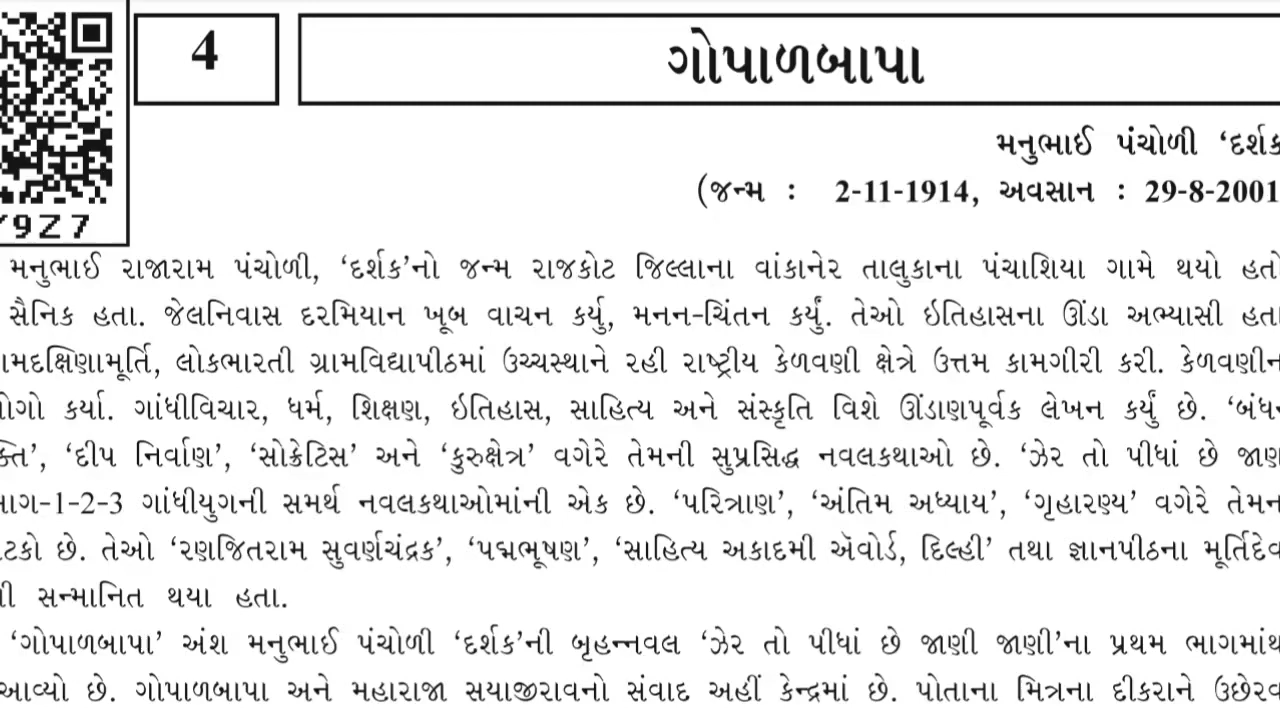 4
ગોપાળબાપા
મનુભાઈ પંચોળી ‘દર્શક
(જન્મ : 2-11-1914, અવસાન : 29-8-2001
9Z7
મનુભાઈ રાજારામ પંચોળી, ‘દર્શક’નો જન્મ રાજકોટ જિલ્લાના વાંકાનેર તાલુકાના પંચાશિયા ગામે થયો હતો
સૈનિક હતા. જેલનિવાસ દરમિયાન ખૂબ વાચન કર્યુ, મનન-ચિંતન કર્યું. તેઓ ઇતિહાસના ઊંડા અભ્યાસી હતા
ામદક્ષિણામૂર્તિ, લોકભારતી ગ્રામવિદ્યાપીઠમાં ઉચ્ચસ્થાને રહી રાષ્ટ્રીય કેળવણી ક્ષેત્રે ઉત્તમ કામગીરી કરી. કેળવણીન
ોગો કર્યા. ગાંધીવિચાર, ધર્મ, શિક્ષણ, ઇતિહાસ, સાહિત્ય અને સંસ્કૃતિ વિશે ઊંડાણપૂર્વક લેખન કર્યું છે. ‘બંધ
ક્તિ’, ‘દીપ નિર્વાણ’, ‘સોક્રેટિસ’ અને ‘કુરુક્ષેત્ર’ વગેરે તેમની સુપ્રસિદ્ધ નવલકથાઓ છે. ‘ઝેર તો પીધાં છે જાણ
ભાગ-1-2-3 ગાંધીયુગની સમર્થ નવલકથાઓમાંની એક છે. ‘પરિત્રાણ’, ‘અંતિમ અધ્યાય’, ‘ગૃહારણ્ય’ વગેરે તેમન
ટકો છે. તેઓ ‘રણજિતરામ સુવર્ણચંદ્રક’, ‘પદ્મભૂષણ’, ‘સાહિત્ય અકાદમી ઍવોર્ડ, દિલ્હી’ તથા જ્ઞાનપીઠના મૂર્તિદેવ
ી સન્માનિત થયા હતા.
‘ગોપાળબાપા’ અંશ મનુભાઈ પંચોળી ‘દર્શક’ની બૃહન્નવલ ‘ઝેર તો પીધાં છે જાણી જાણી’ના પ્રથમ ભાગમાંથ
આવ્યો છે. ગોપાળબાપા અને મહારાજા સયાજીરાવનો સંવાદ અહીં કેન્દ્રમાં છે. પોતાના મિત્રના દીકરાને ઉછેરવ